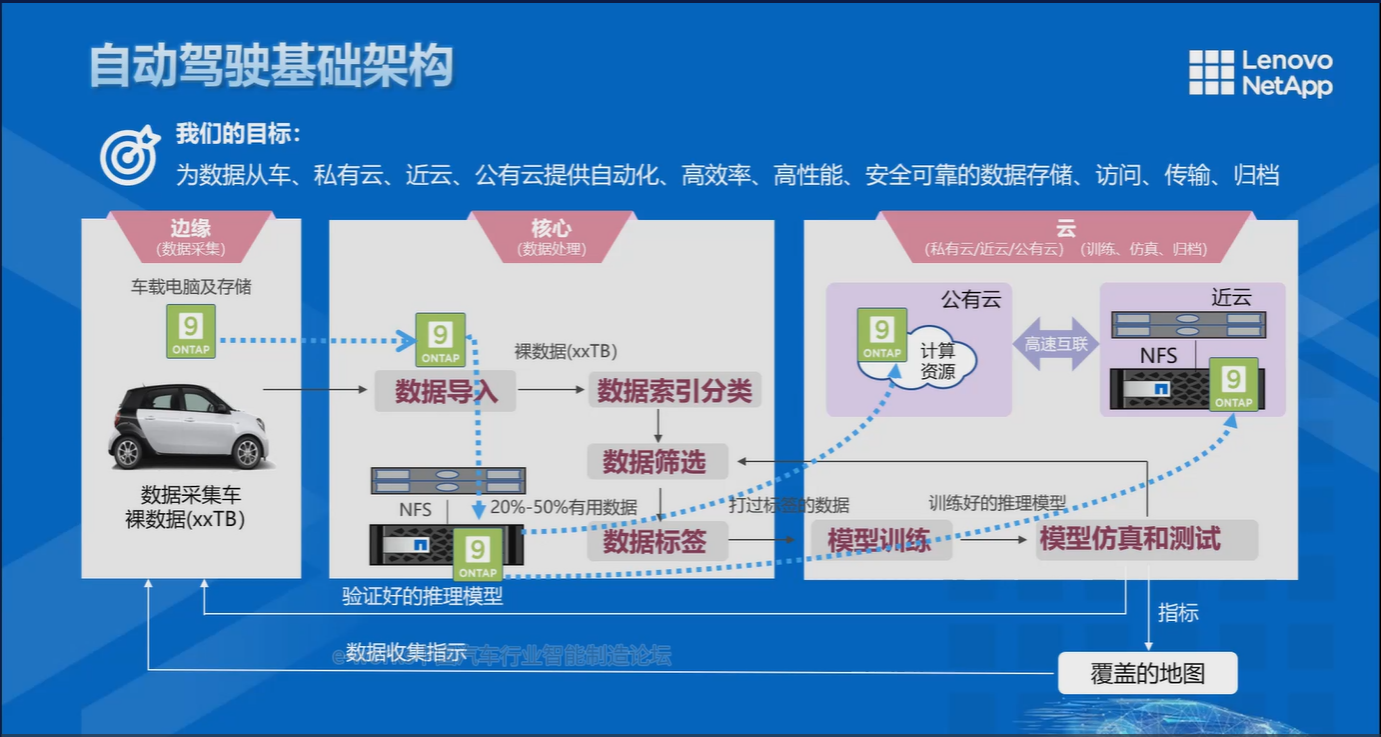 自动驾驶基础架构
Lenovo
NetApp
我们的目标：
为数据从车、私有云、近云、公有云提供自动化、高效率、高性能、安全可靠的数据存储、访问、传输、归档
边缘
(数据采集)
车载电脑及存储
9
ONTAP
数据采集车
裸数据(xxTB)
核心
(数据处理)
9
ONTAP
裸数据(xxTB)
数据导入
数据索引分类
数据筛选
NFS
20%-50%有用数据
9
ONTAP
数据标签
云
(私有云/近云/公有云) (训练、仿真、归档)
公有云
9
ONTAP
计算
资源
高速互联
近云
NFS
9
ONTAP
打过标签的数据
训练好的推理模型
模型训练
模型仿真和测试
验证好的推理模型
指标
数据收集指示
汽车行业智能制造论坛
覆盖的地图